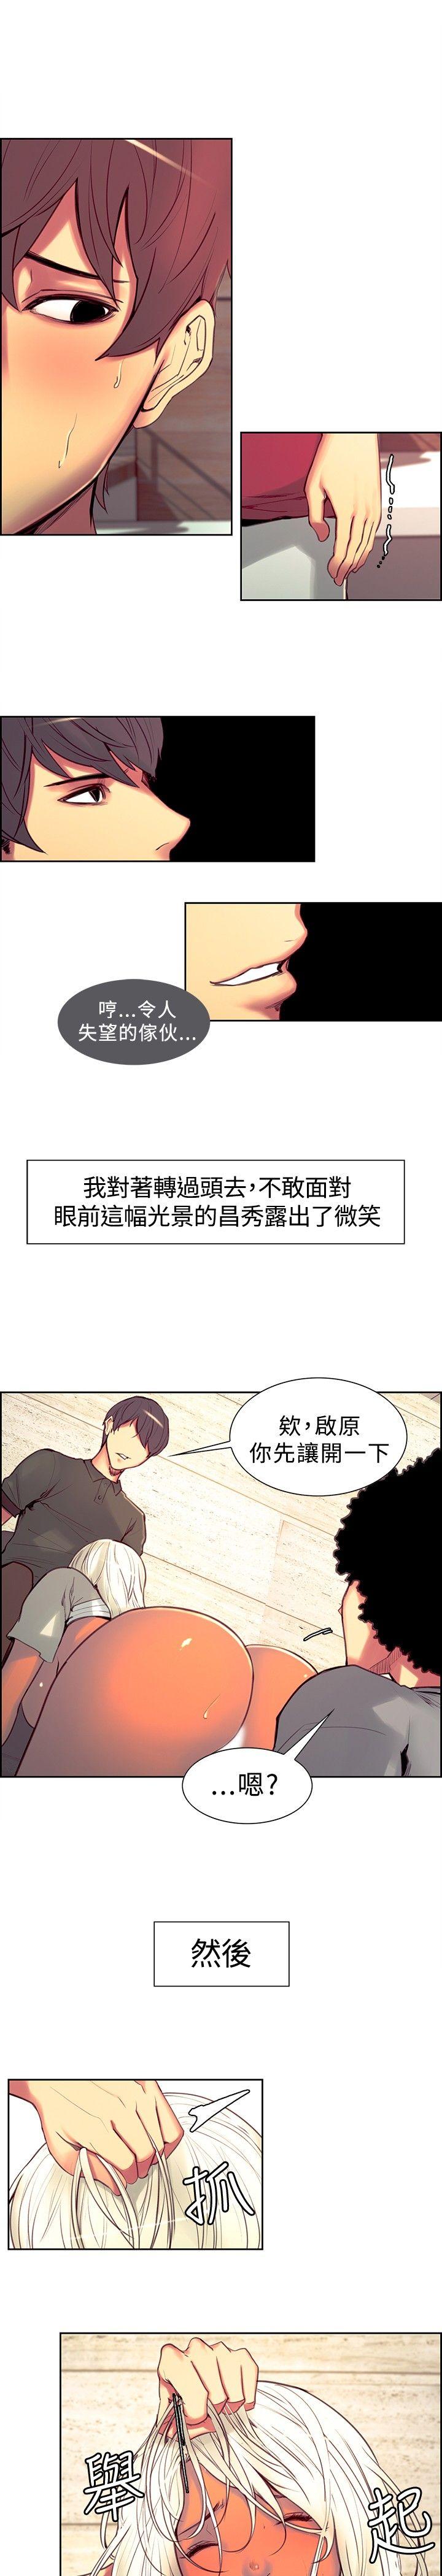 哼...令人
失望的傢伙...
我對著轉過頭去,不敢面對
眼前這幅光景的昌秀露出了微笑
欸,啟原
你先讓開一下
...嗯?
然後
抓
舉
起